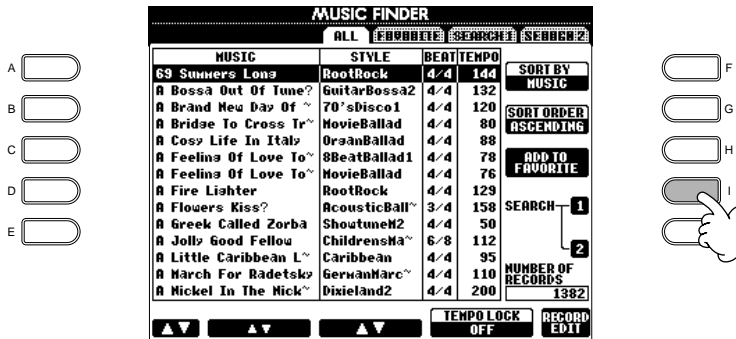 MUSIC FINDER
ALL FAVORITE SEARCH 1 SEARCH 2
MUSIC STYLE BEAT TEMPO
69 Summers Long RootRock 4/4 144
A Bossa Out Of Tune? GuitarBossa2 4/4 132
A Brand New Day Of ~ 70'sDisco1 4/4 120
A Bridge To Cross Tr~ MovieBallad 4/4 80
A Cosy Life In Italy OrganBallad 4/4 88
A Feeling Of Love To~ 8BeatBallad1 4/4 78
A Feeling Of Love To~ MovieBallad 4/4 76
A Fire Lighter RootRock 4/4 129
A Flowers Kiss? AcousticBall~ 3/4 158
A Greek Called Zorba ShowtuneM2 4/4 50
A Jolly Good Fellow ChildrensMa~ 6/8 112
A Little Caribbean L~ Caribbean 4/4 95
A March For Radetsky GermanMarc~ 4/4 110
A Nickel In The Nick~ Dixieland2 4/4 200
SORT BY
MUSIC
SORT ORDER
ASCENDING
ADD TO
FAVORITE
SEARCH 1
2
NUMBER OF
RECORDS
1382
TEMPO LOCK
OFF
RECORD
EDIT
A
B
C
D
E
F
G
H
I